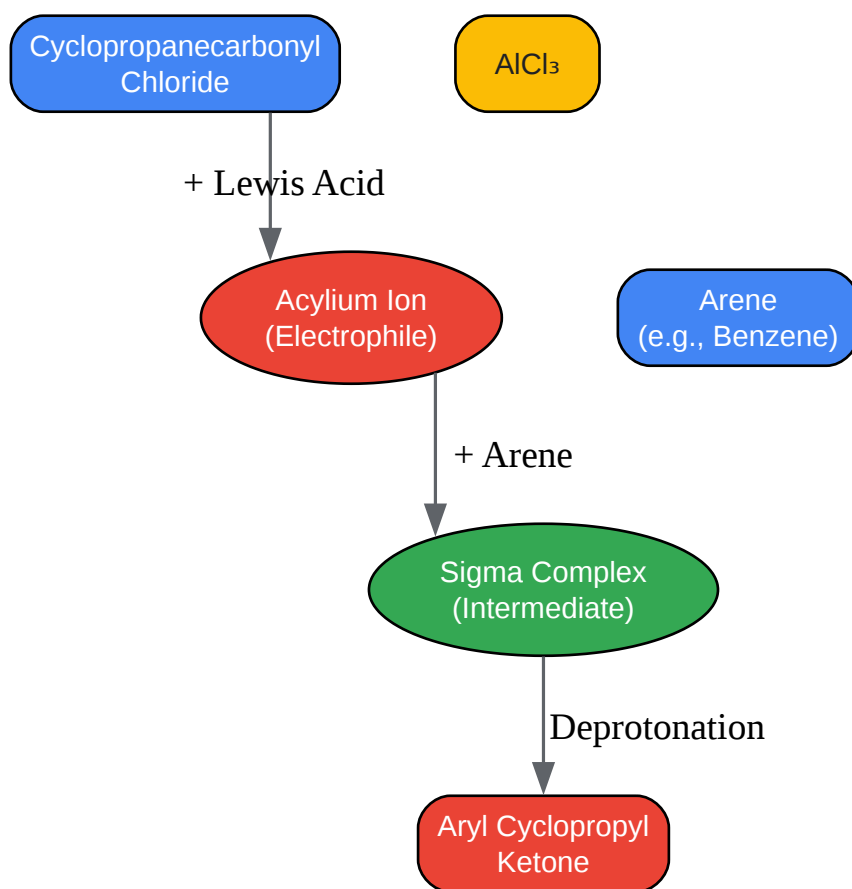 Cyclopropanecarbonyl
Chloride
AlCl₃
+ Lewis Acid
Acylium Ion
(Electrophile)
Arene
(e.g., Benzene)
+ Arene
Sigma Complex
(Intermediate)
Deprotonation
Aryl Cyclopropyl
Ketone